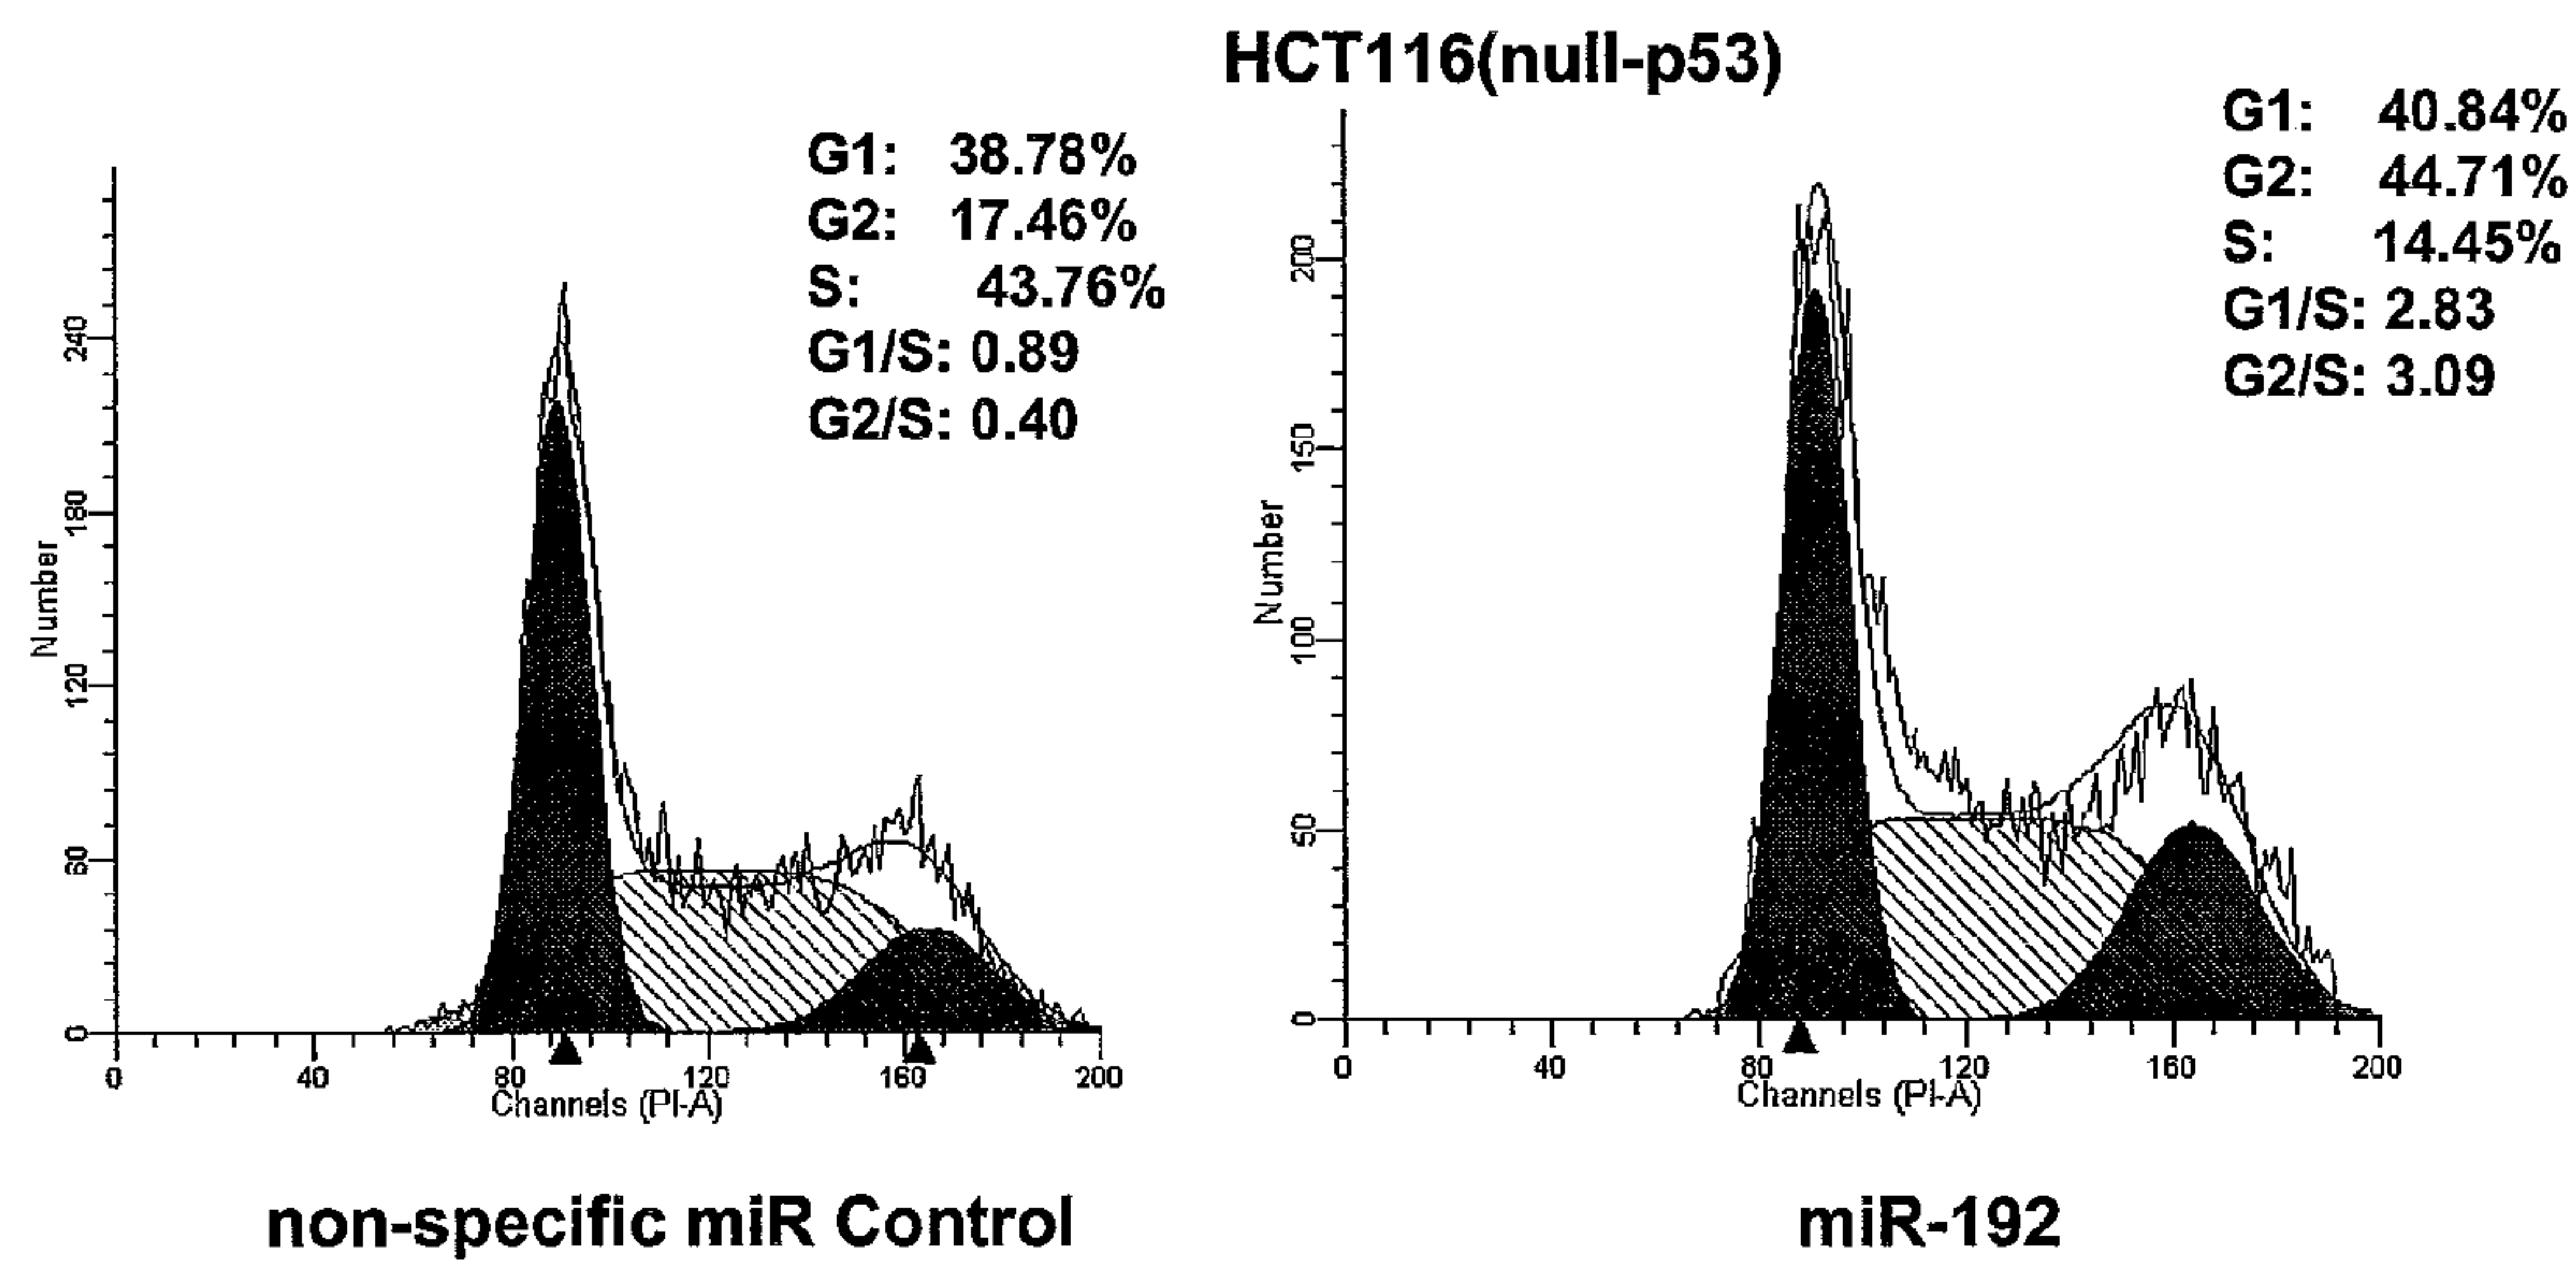 HCT116(null-p53)
G1: 38.78%
G2: 17.46%
S: 43.76%
G1/S: 0.89
G2/S: 0.40
Number
240
180
120
60
0
0 40 80 120 160 200
Channels (PI-A)
non-specific miR Control
G1: 40.84%
G2: 44.71%
S: 14.45%
G1/S: 2.83
G2/S: 3.09
Number
200
150
100
50
0
0 40 80 120 160 200
Channels (PI-A)
miR-192